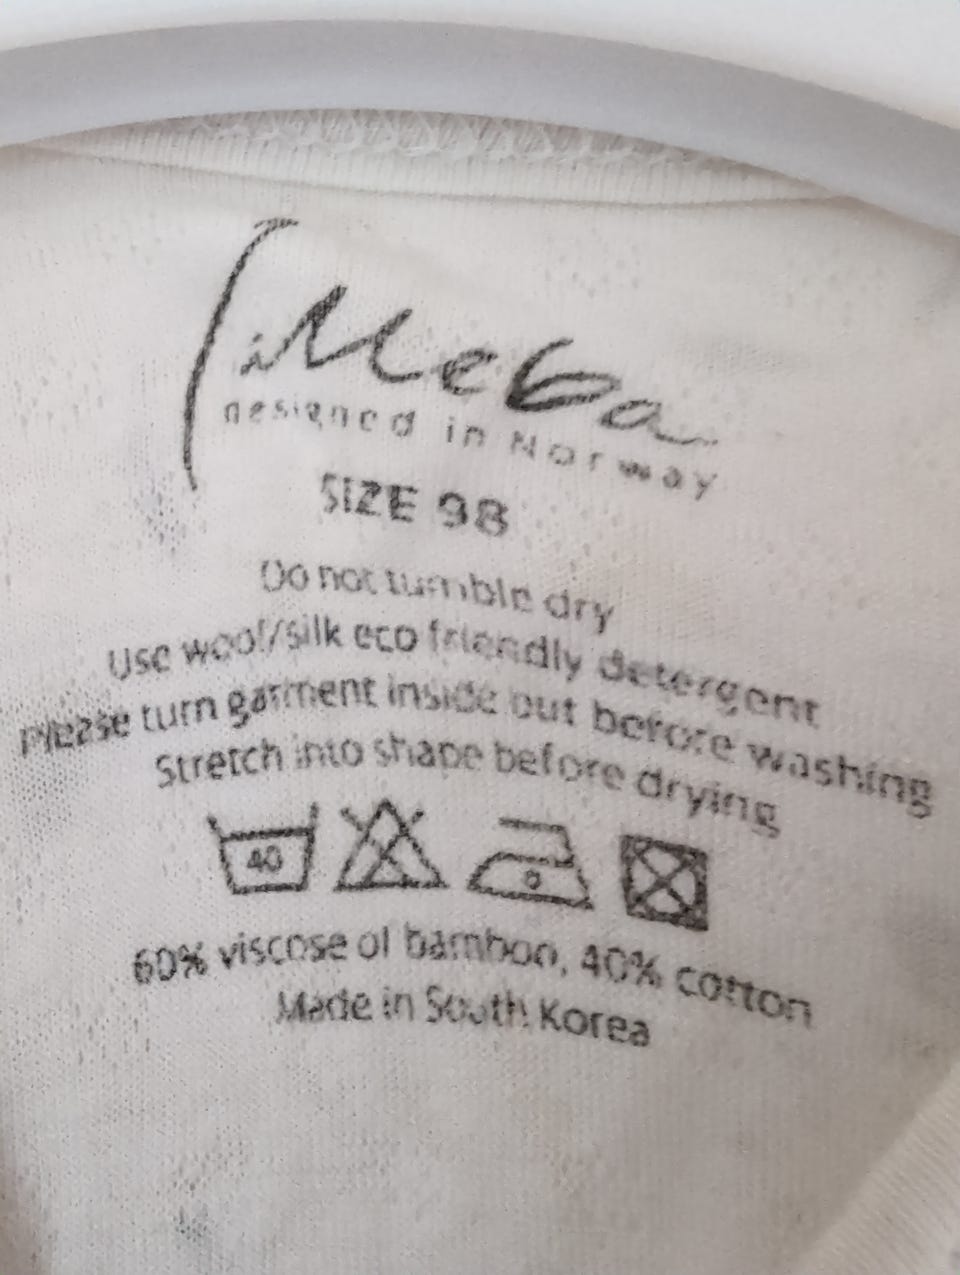 lilleba
designed in Norway
SIZE 98
Do not tumble dry
Use wool/silk eco friendly detergent
Please turn garment inside out before washing
Stretch into shape before drying
40
60% viscose of bamboo, 40% cotton
Made in South Korea